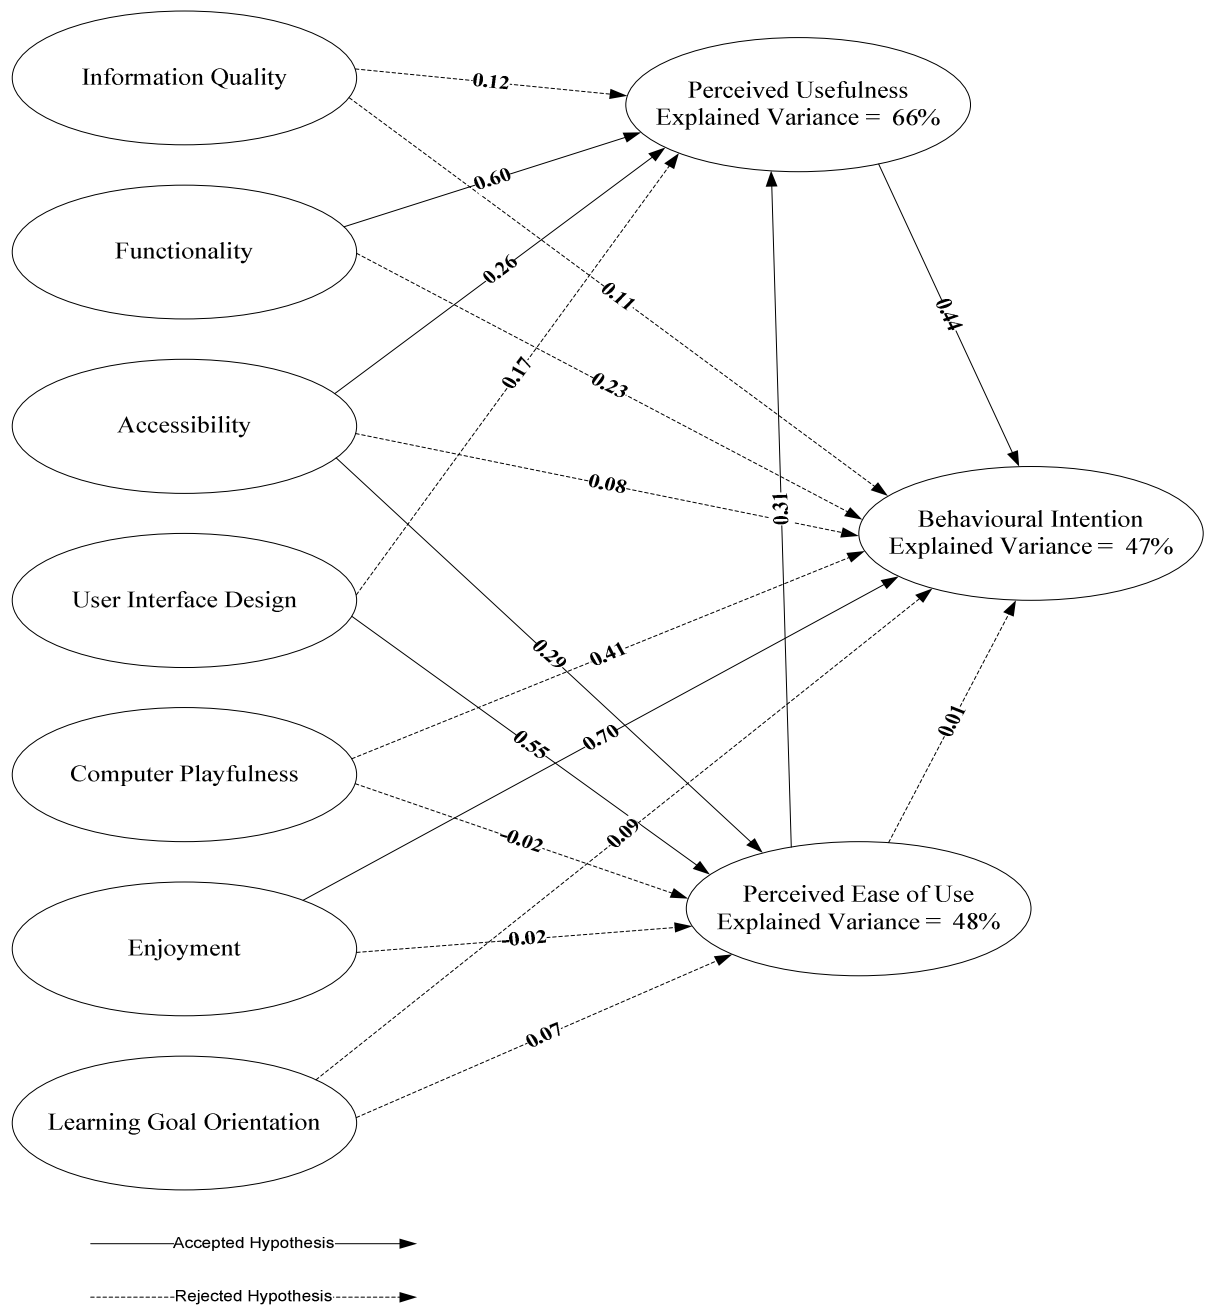 Information Quality
0.12
Perceived Usefulness
Explained Variance = 66%
0.60
Functionality
0.26
0.11
0.44
0.17
0.23
Accessibility
0.08
0.31
Behavioural Intention
Explained Variance = 47%
User Interface Design
0.29
0.41
0.55
0.70
0.01
Computer Playfulness
-0.02
0.09
Perceived Ease of Use
Explained Variance = 48%
Enjoyment
-0.02
0.07
Learning Goal Orientation
Accepted Hypothesis
Rejected Hypothesis